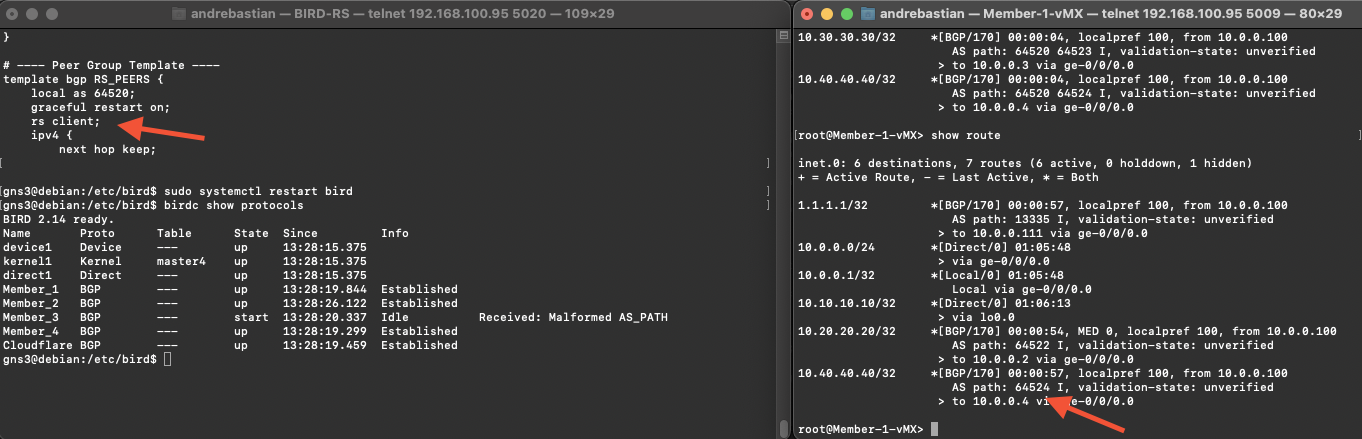 andrebastian — BIRD-RS — telnet 192.168.100.95 5020 — 109×29
}
# ---- Peer Group Template ----
template bgp RS_PEERS {
local as 64520;
graceful restart on;
rs client;
ipv4 {
next hop keep;
[ ]
[gns3@debian:/etc/bird$ sudo systemctl restart bird ]
[gns3@debian:/etc/bird$ birdc show protocols ]
BIRD 2.14 ready.
Name Proto Table State Since Info
device1 Device --- up 13:28:15.375
kernel1 Kernel master4 up 13:28:15.375
direct1 Direct --- up 13:28:15.375
Member_1 BGP --- up 13:28:19.844 Established
Member_2 BGP --- up 13:28:26.122 Established
Member_3 BGP --- start 13:28:20.337 Idle Received: Malformed AS_PATH
Member_4 BGP --- up 13:28:19.299 Established
Cloudflare BGP --- up 13:28:19.459 Established
gns3@debian:/etc/bird$
andrebastian — Member-1-vMX — telnet 192.168.100.95 5009 — 80×29
10.30.30.30/32 *[BGP/170] 00:00:04, localpref 100, from 10.0.0.100
AS path: 64520 64523 I, validation-state: unverified
> to 10.0.0.3 via ge-0/0/0.0
10.40.40.40/32 *[BGP/170] 00:00:04, localpref 100, from 10.0.0.100
AS path: 64520 64524 I, validation-state: unverified
> to 10.0.0.4 via ge-0/0/0.0
[root@Member-1-vMX> show route ]
inet.0: 6 destinations, 7 routes (6 active, 0 holddown, 1 hidden)
+ = Active Route, - = Last Active, * = Both
1.1.1.1/32 *[BGP/170] 00:00:57, localpref 100, from 10.0.0.100
AS path: 13335 I, validation-state: unverified
> to 10.0.0.111 via ge-0/0/0.0
10.0.0.0/24 *[Direct/0] 01:05:48
> via ge-0/0/0.0
10.0.0.1/32 *[Local/0] 01:05:48
Local via ge-0/0/0.0
10.10.10.10/32 *[Direct/0] 01:06:13
> via lo0.0
10.20.20.20/32 *[BGP/170] 00:00:54, MED 0, localpref 100, from 10.0.0.100
AS path: 64522 I, validation-state: unverified
> to 10.0.0.2 via ge-0/0/0.0
10.40.40.40/32 *[BGP/170] 00:00:57, localpref 100, from 10.0.0.100
AS path: 64524 I, validation-state: unverified
> to 10.0.0.4 via ge-0/0/0.0
root@Member-1-vMX>